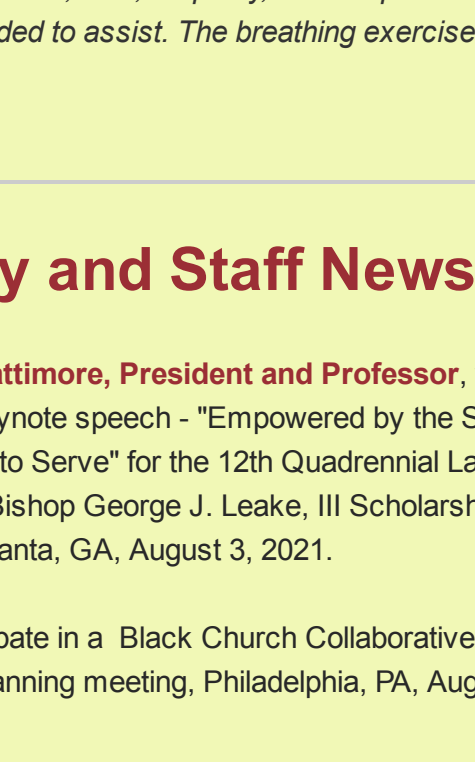 ded to assist. The breathing exercise
y and Staff News
attimore, President and Professor,
ynote speech - "Empowered by the S
to Serve" for the 12th Quadrennial La
Bishop George J. Leake, III Scholarsh
anta, GA, August 3, 2021.
pate in a  Black Church Collaborative
anning meeting, Philadelphia, PA, Aug